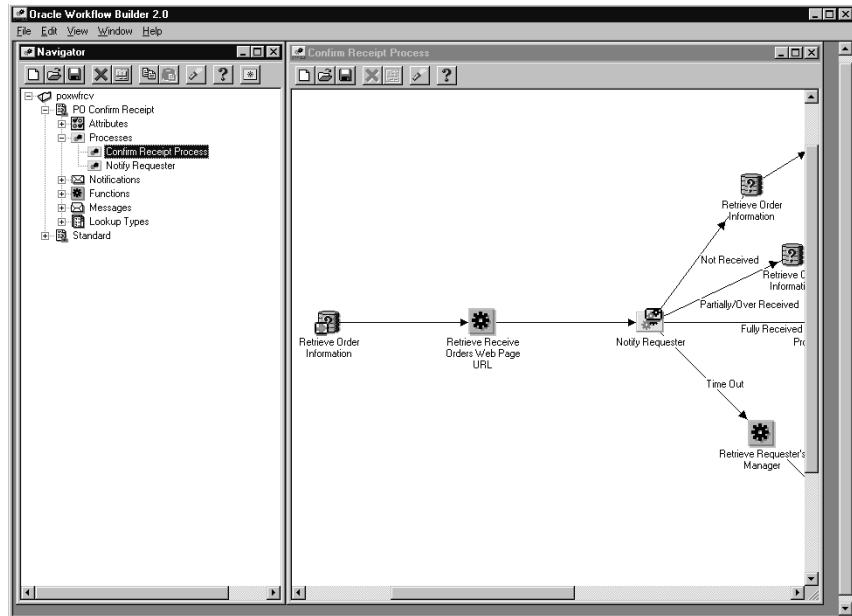 Oracle Workflow Builder 2.0
File Edit View Window Help
Navigator
poxwfrcv
PO Confirm Receipt
Attributes
Processes
Confirm Receipt Process
Notify Requester
Notifications
Functions
Messages
Lookup Types
Standard
Confirm Receipt Process
Retrieve Order
Information
Not Received
Retrieve O
Informati
Partially/Over Received
Retrieve Order
Information
Retrieve Receive
Orders Web Page
URL
Notify Requester
Fully Received
Pro
Time Out
Retrieve Requester's
Manager